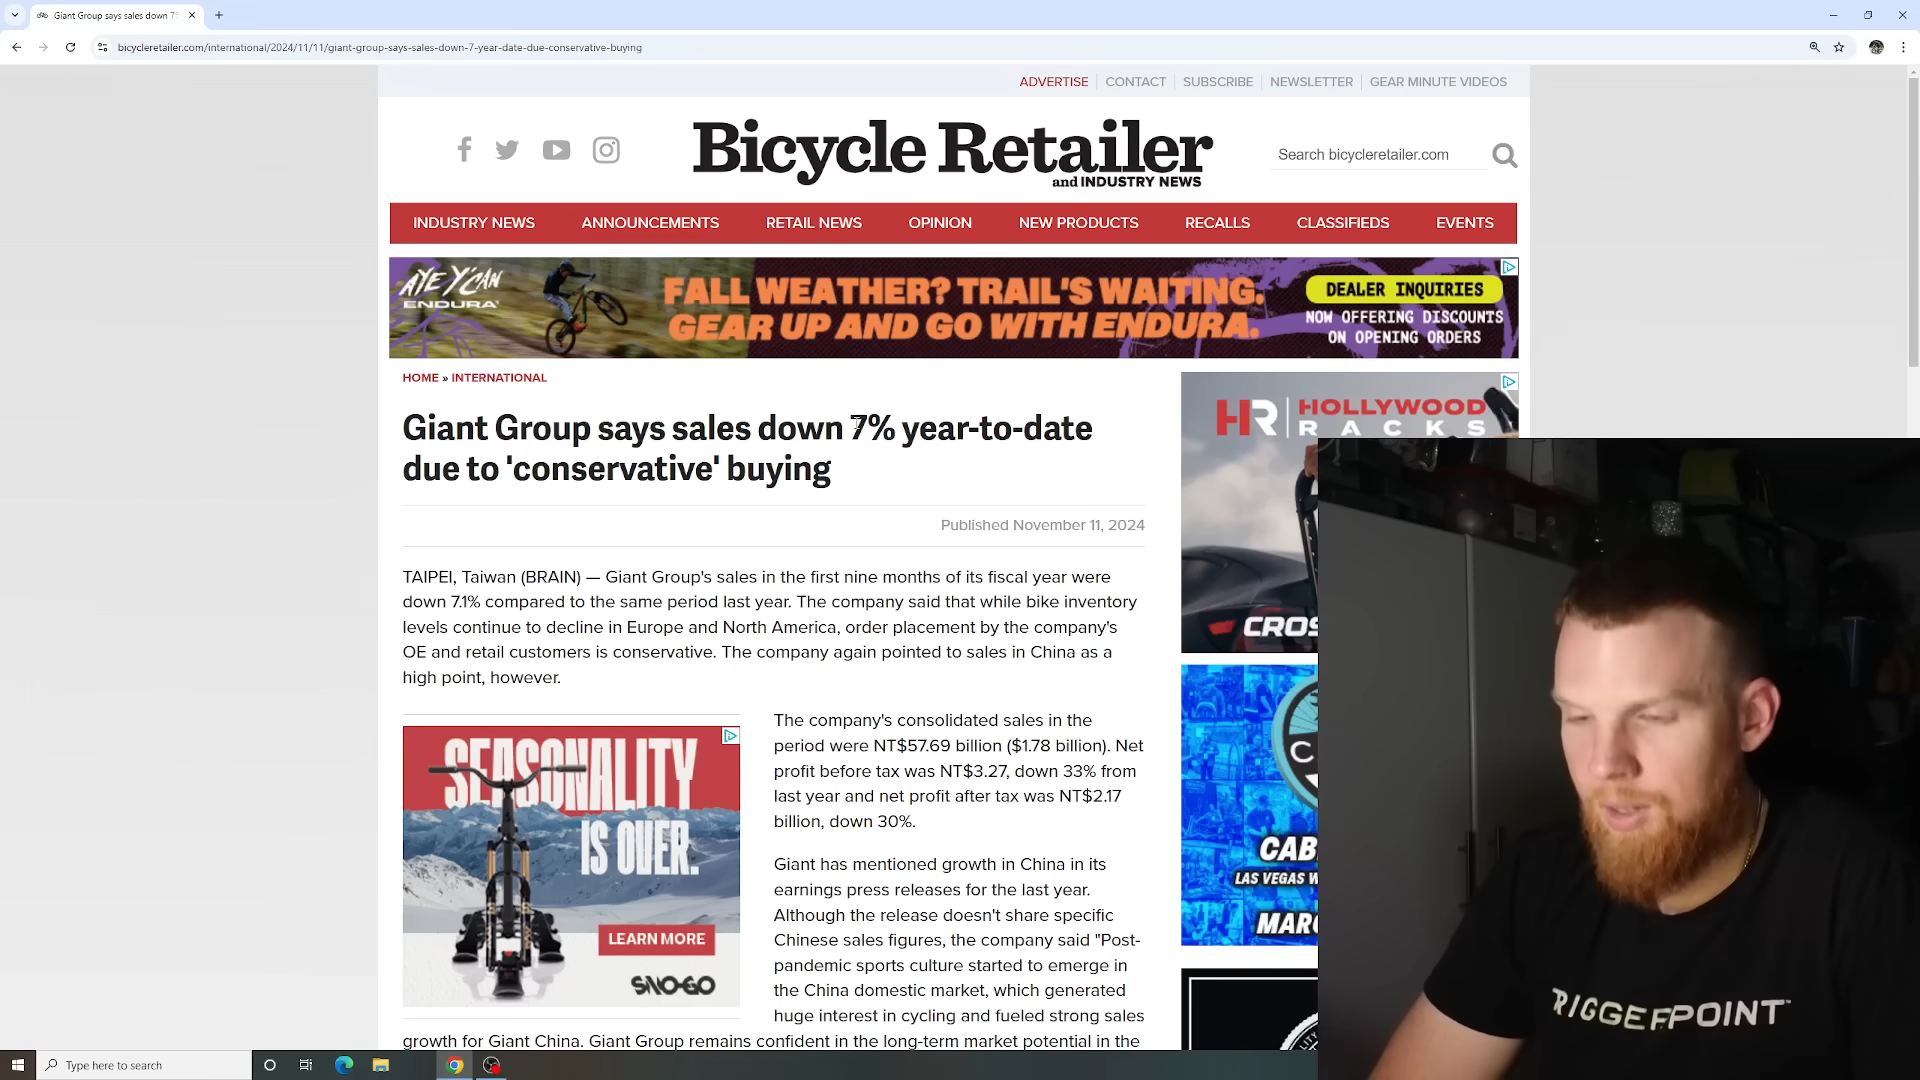 Giant Group says sales down 7%
bicycleretailer.com/international/2024/11/11/giant-group-says-sales-down-7-year-date-due-conservative-buying
ADVERTISE
CONTACT
SUBSCRIBE
NEWSLETTER
GEAR MINUTE VIDEOS
Bicycle Retailer
and INDUSTRY NEWS
Search bicycleretailer.com
INDUSTRY NEWS
ANNOUNCEMENTS
RETAIL NEWS
OPINION
NEW PRODUCTS
RECALLS
CLASSIFIEDS
EVENTS
AYE Y'CAN
ENDURA
FALL WEATHER? TRAIL'S WAITING.
GEAR UP AND GO WITH ENDURA.
DEALER INQUIRIES
NOW OFFERING DISCOUNTS
ON OPENING ORDERS
HOME » INTERNATIONAL
Giant Group says sales down 7% year-to-date
due to 'conservative' buying
Published November 11, 2024
TAIPEI, Taiwan (BRAIN) — Giant Group's sales in the first nine months of its fiscal year were
down 7.1% compared to the same period last year. The company said that while bike inventory
levels continue to decline in Europe and North America, order placement by the company's
OE and retail customers is conservative. The company again pointed to sales in China as a
high point, however.
SEASONALITY
IS OVER.
LEARN MORE
SNO-GO
The company's consolidated sales in the
period were NT$57.69 billion ($1.78 billion). Net
profit before tax was NT$3.27, down 33% from
last year and net profit after tax was NT$2.17
billion, down 30%.
Giant has mentioned growth in China in its
earnings press releases for the last year.
Although the release doesn't share specific
Chinese sales figures, the company said "Post-
pandemic sports culture started to emerge in
the China domestic market, which generated
huge interest in cycling and fueled strong sales
growth for Giant China. Giant Group remains confident in the long-term market potential in the
HR HOLLYWOOD
RACKS
CROS
CAB
LAS VEGAS W
MAR
RIGGERPOINT
Type here to search